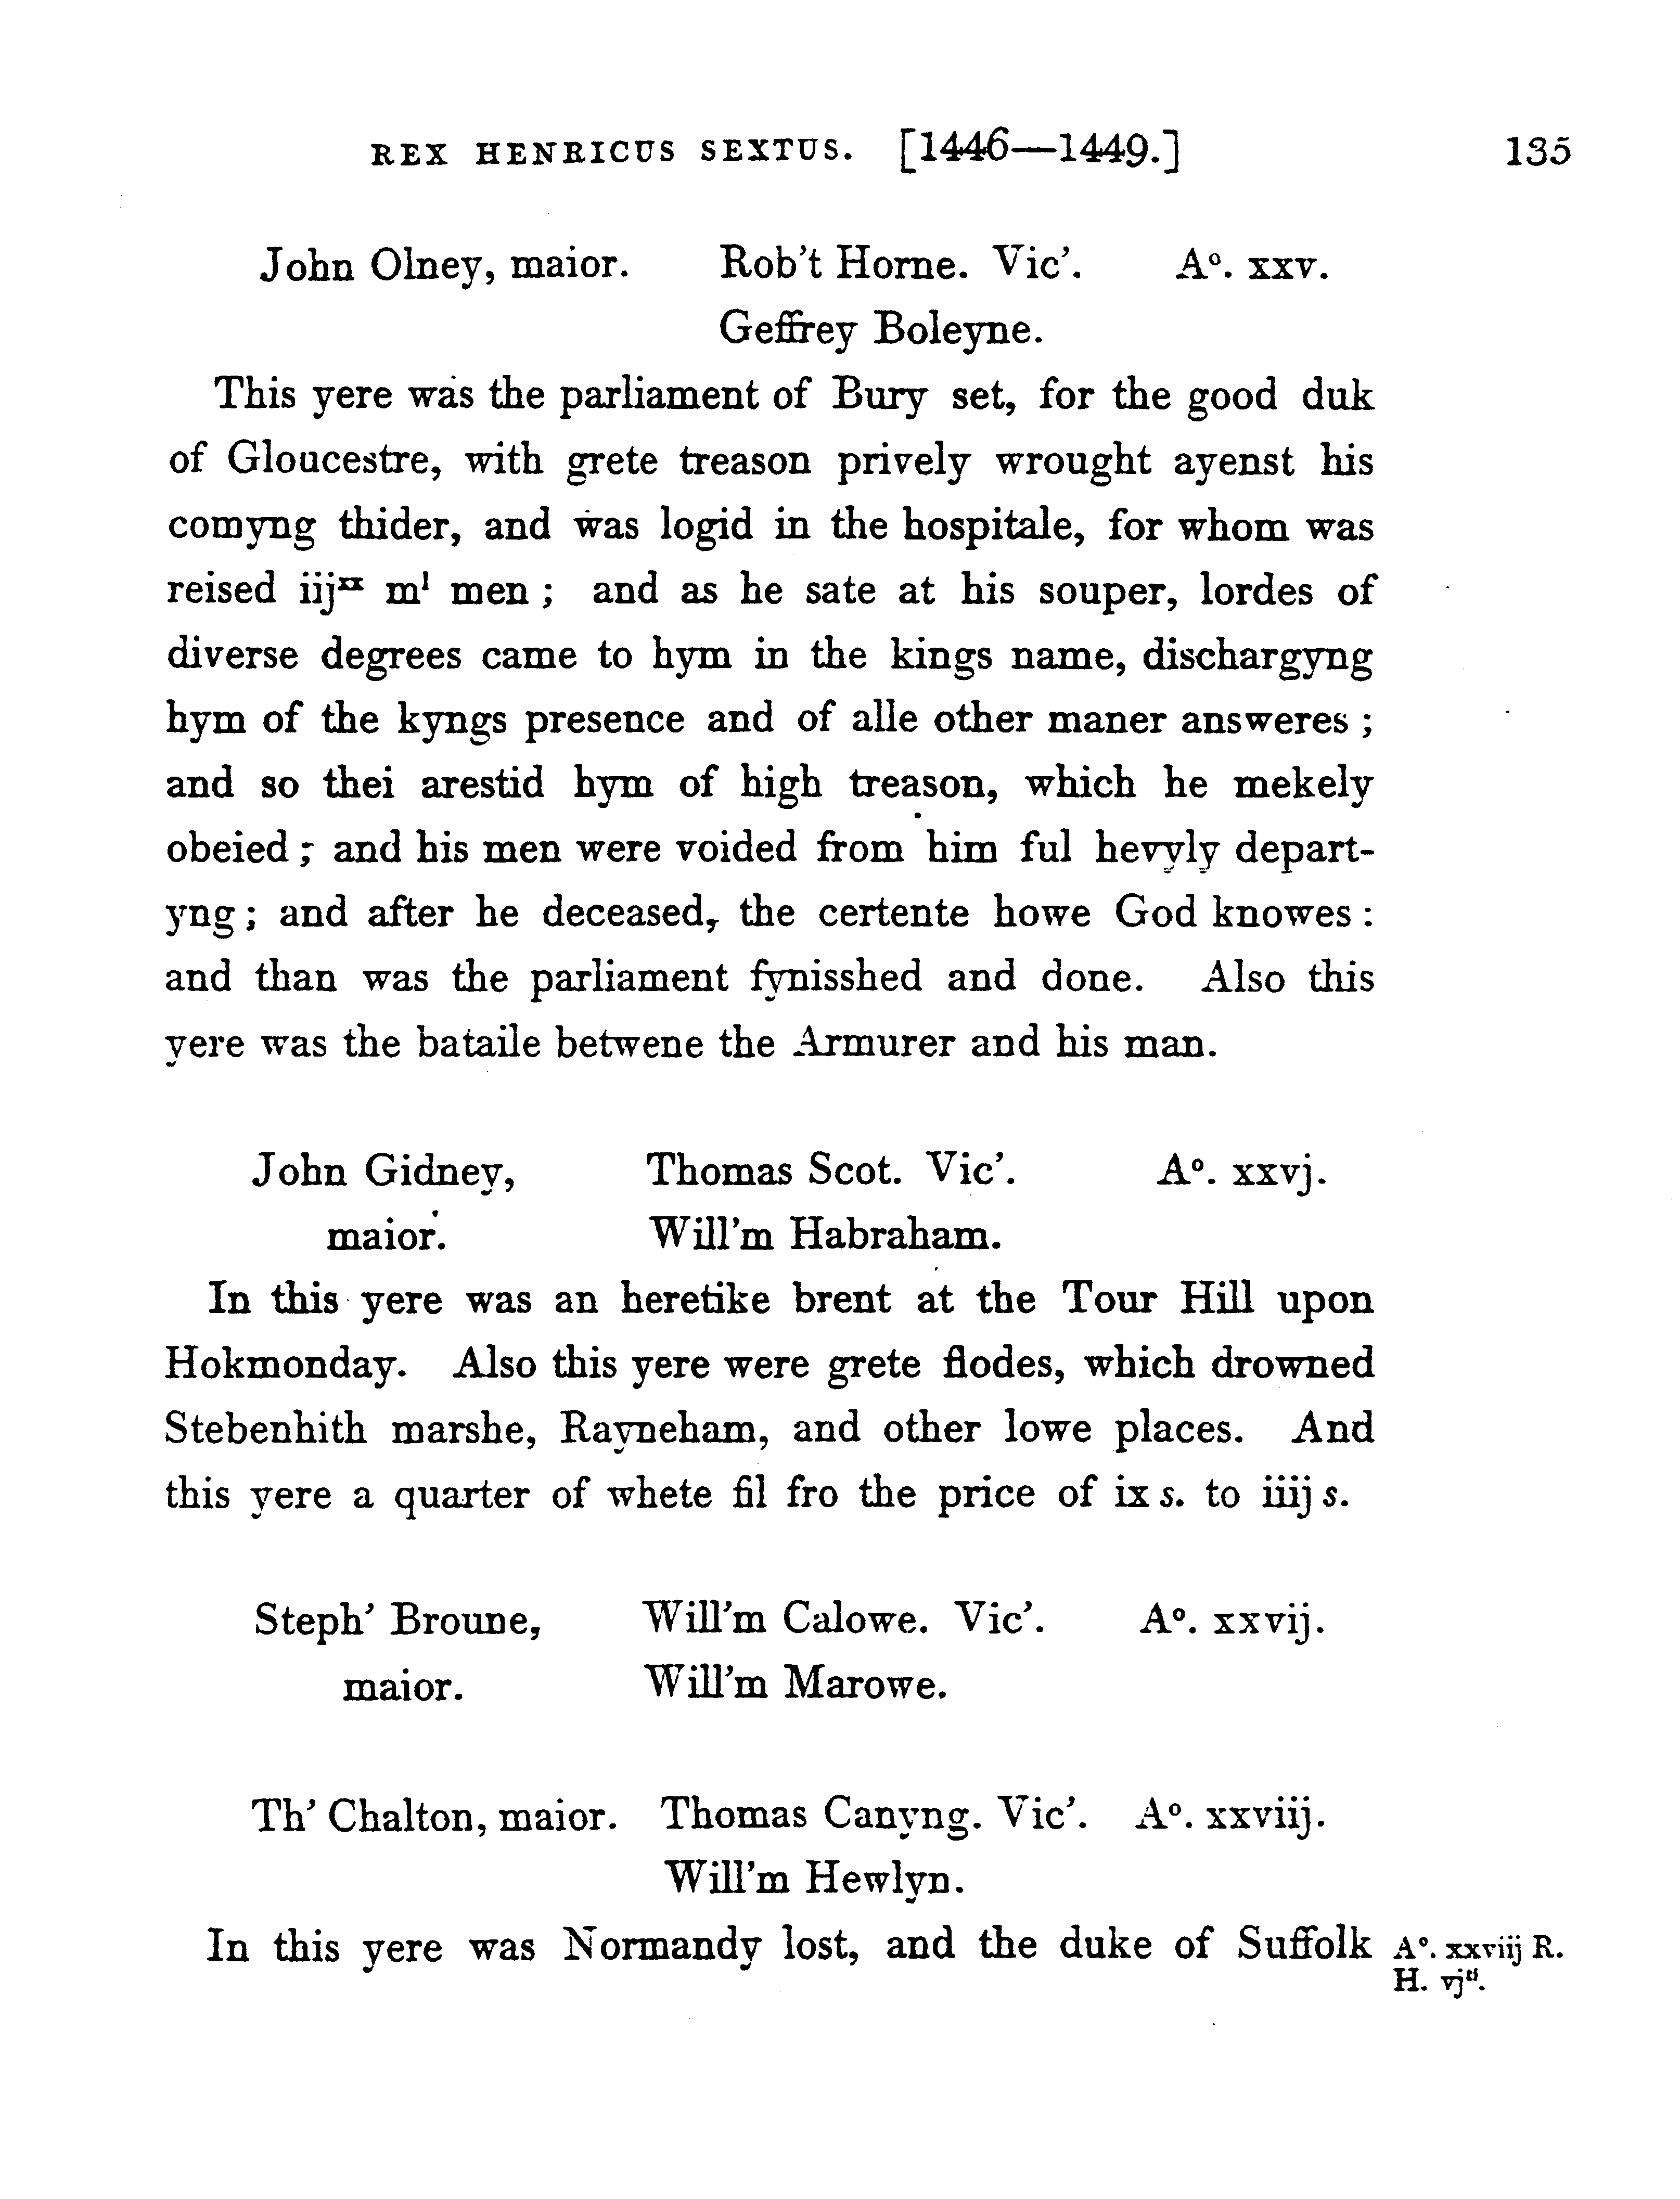 REX HENRICUS SEXTUS. [1446—1449.] 135
John Olney, maior. Rob't Horne. Vic'. Aº. xxv.
Geffrey Boleyne.
This yere was the parliament of Bury set, for the good duk
of Gloucestre, with grete treason prively wrought ayenst his
comyng thider, and was logid in the hospitale, for whom was
reised iijˣˣ mˡ men ; and as he sate at his souper, lordes of
diverse degrees came to hym in the kings name, dischargyng
hym of the kyngs presence and of alle other maner answeres ;
and so thei arestid hym of high treason, which he mekely
obeied ; and his men were voided from him ful hevyly depart-
yng ; and after he deceased, the certente howe God knowes :
and than was the parliament fynisshed and done. Also this
yere was the bataile betwene the Armurer and his man.
John Gidney, Thomas Scot. Vic'. Aº. xxvj.
maior. Will'm Habraham.
In this yere was an heretike brent at the Tour Hill upon
Hokmonday. Also this yere were grete flodes, which drowned
Stebenhith marshe, Rayneham, and other lowe places. And
this yere a quarter of whete fil fro the price of ix s. to iiij s.
Steph' Broune, Will'm Calowe. Vic'. Aº. xxvij.
maior. Will'm Marowe.
Th' Chalton, maior. Thomas Canyng. Vic'. Aº. xxviij.
Will'm Hewlyn.
In this yere was Normandy lost, and the duke of Suffolk Aº. xxviij R.
H. vjᵗⁱ.